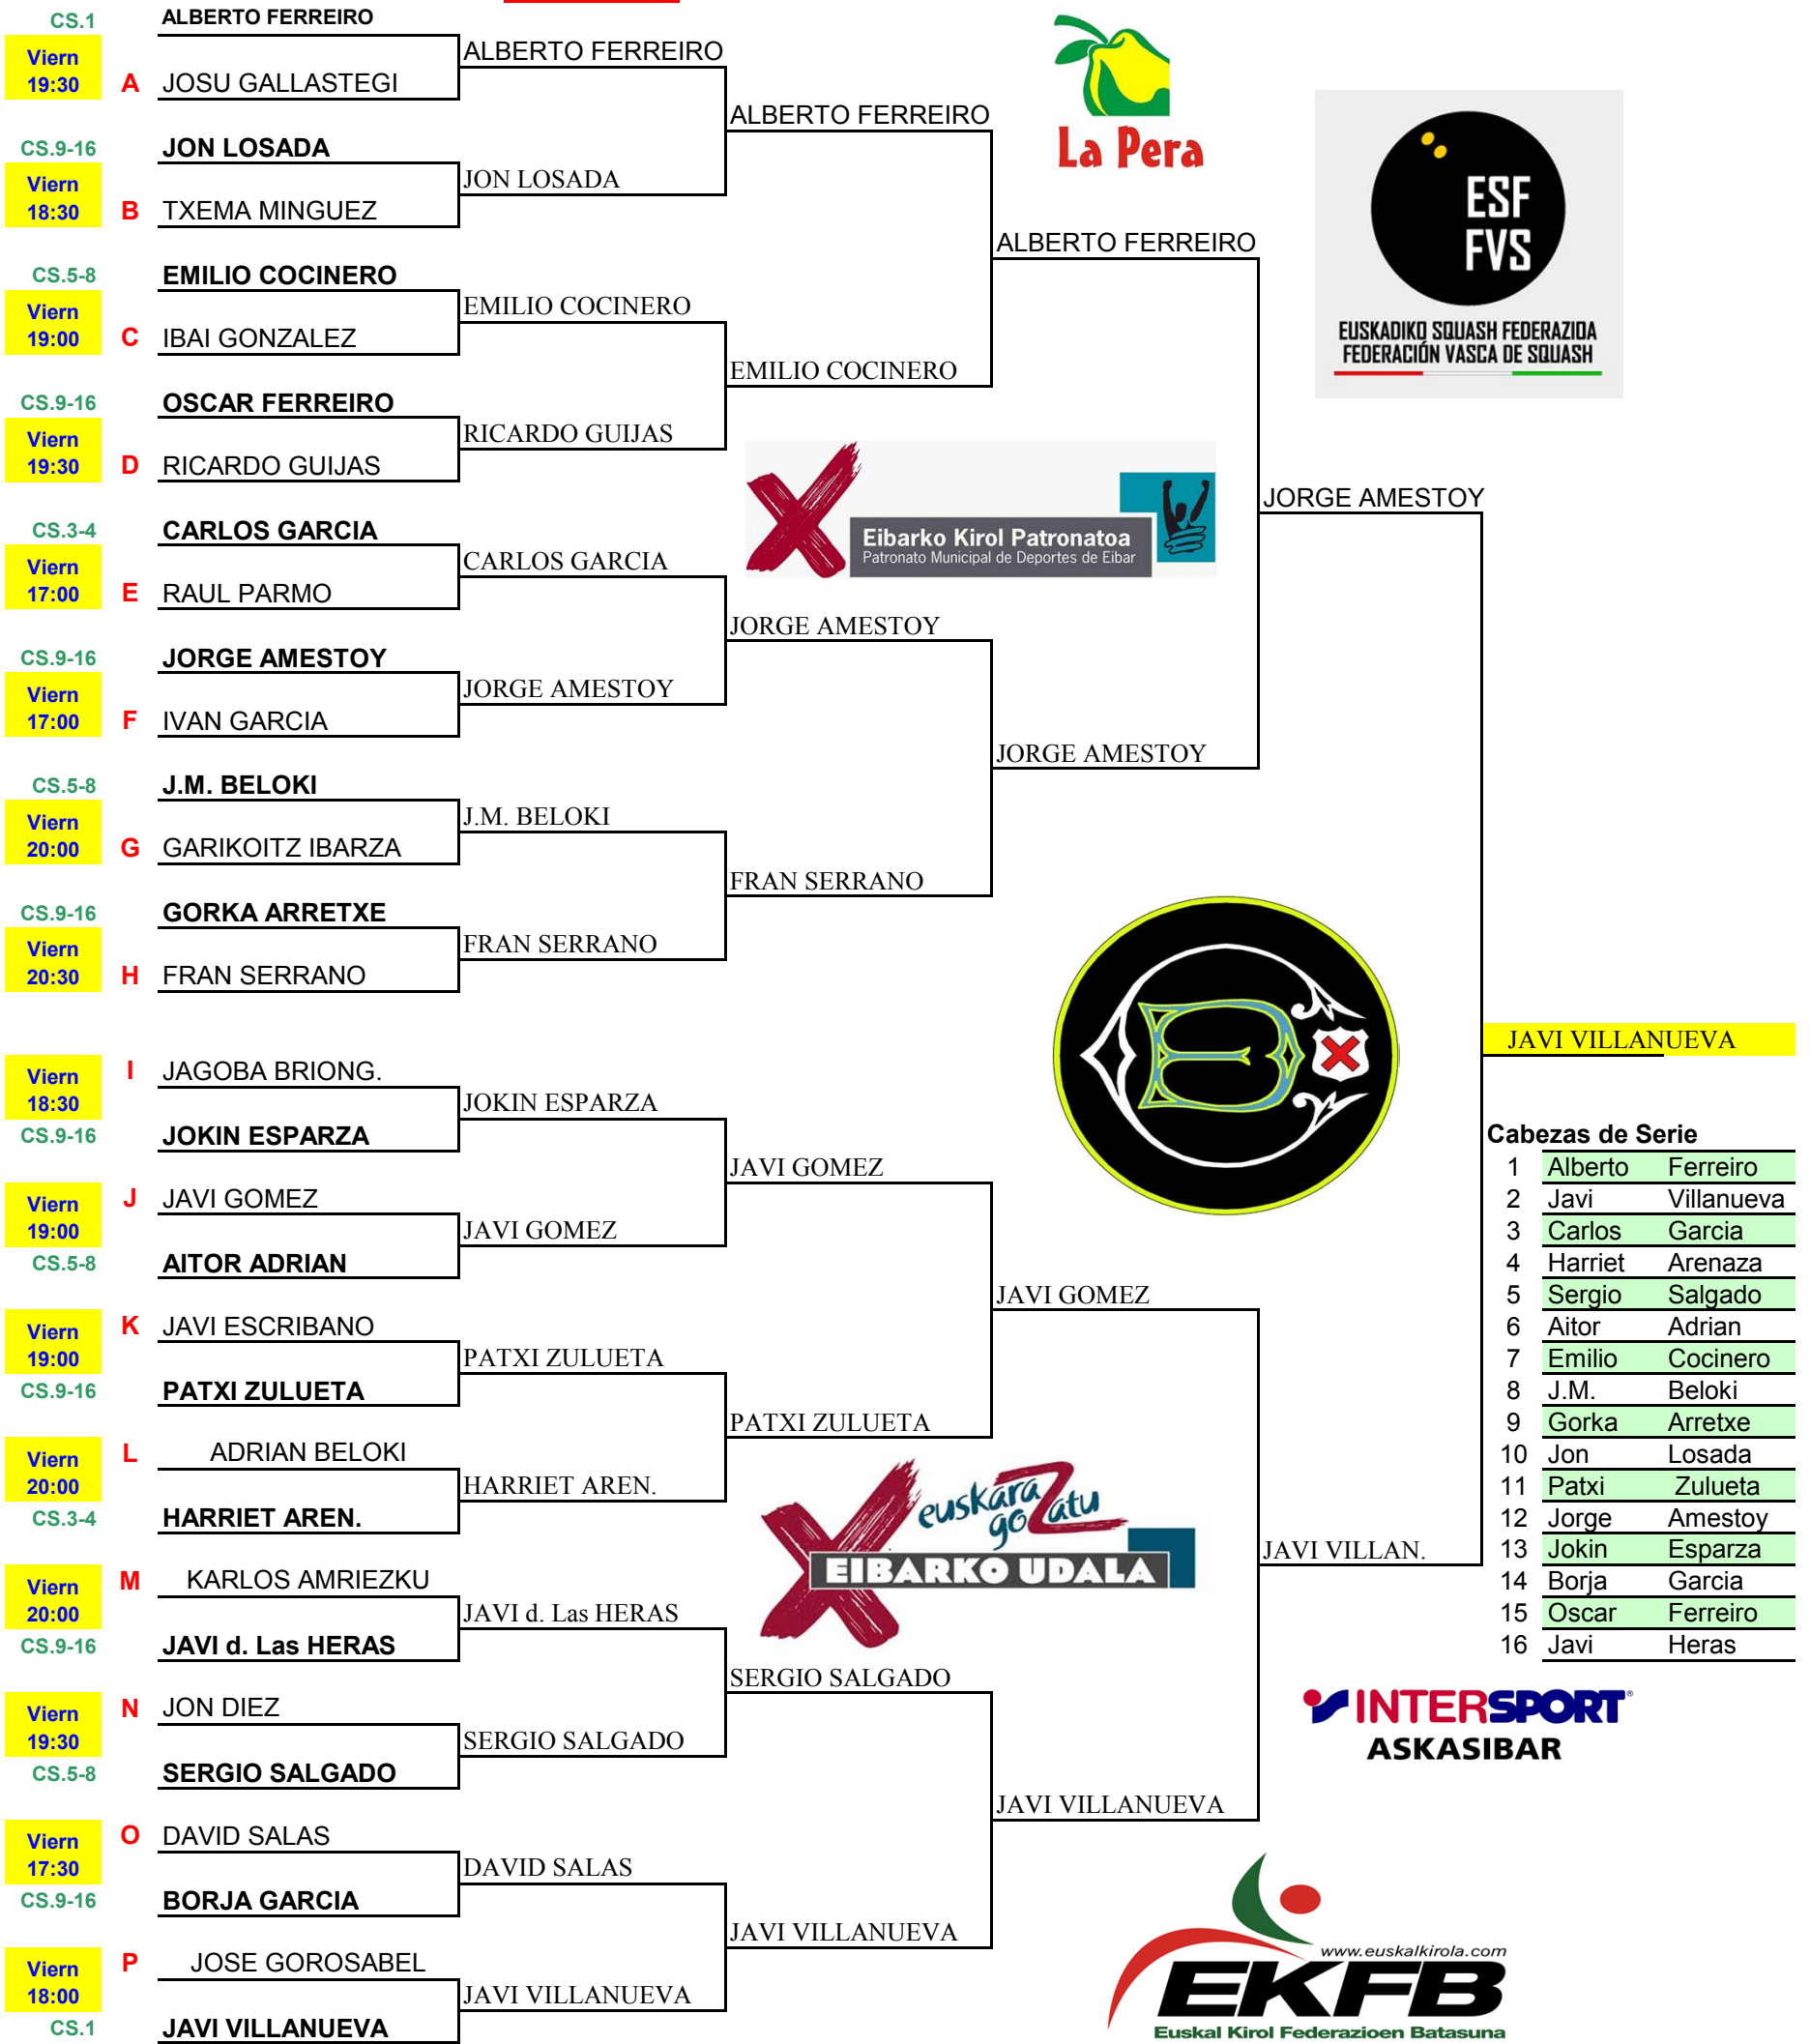 CS.1 ALBERTO FERREIRO
Viern
19:30 A JOSU GALLASTEGI
ALBERTO FERREIRO
CS.9-16 JON LOSADA
Viern
18:30 B TXEMA MINGUEZ
JON LOSADA
ALBERTO FERREIRO
CS.5-8 EMILIO COCINERO
Viern
19:00 C IBAI GONZALEZ
EMILIO COCINERO
CS.9-16 OSCAR FERREIRO
Viern
19:30 D RICARDO GUIJAS
RICARDO GUIJAS
EMILIO COCINERO
ALBERTO FERREIRO
CS.3-4 CARLOS GARCIA
Viern
17:00 E RAUL PARMO
CARLOS GARCIA
CS.9-16 JORGE AMESTOY
Viern
17:00 F IVAN GARCIA
JORGE AMESTOY
JORGE AMESTOY
CS.5-8 J.M. BELOKI
Viern
20:00 G GARIKOITZ IBARZA
J.M. BELOKI
CS.9-16 GORKA ARRETXE
Viern
20:30 H FRAN SERRANO
FRAN SERRANO
FRAN SERRANO
JORGE AMESTOY
JORGE AMESTOY
Viern I JAGOBA BRIONG.
18:30
CS.9-16 JOKIN ESPARZA
JOKIN ESPARZA
Viern J JAVI GOMEZ
19:00
CS.5-8 AITOR ADRIAN
JAVI GOMEZ
JAVI GOMEZ
Viern K JAVI ESCRIBANO
19:00
CS.9-16 PATXI ZULUETA
PATXI ZULUETA
Viern L ADRIAN BELOKI
20:00
CS.3-4 HARRIET AREN.
HARRIET AREN.
PATXI ZULUETA
JAVI GOMEZ
Viern M KARLOS AMRIEZKU
20:00
CS.9-16 JAVI d. Las HERAS
JAVI d. Las HERAS
Viern N JON DIEZ
19:30
CS.5-8 SERGIO SALGADO
SERGIO SALGADO
SERGIO SALGADO
Viern O DAVID SALAS
17:30
CS.9-16 BORJA GARCIA
DAVID SALAS
Viern P JOSE GOROSABEL
18:00
CS.1 JAVI VILLANUEVA
JAVI VILLANUEVA
JAVI VILLANUEVA
JAVI VILLANUEVA
JAVI VILLAN.
JAVI VILLANUEVA
La Pera
ESF
FVS
EUSKADIKO SQUASH FEDERAZIOA
FEDERACIÓN VASCA DE SQUASH
Eibarko Kirol Patronatoa
Patronato Municipal de Deportes de Eibar
Cabezas de Serie
1 Alberto Ferreiro
2 Javi Villanueva
3 Carlos Garcia
4 Harriet Arenaza
5 Sergio Salgado
6 Aitor Adrian
7 Emilio Cocinero
8 J.M. Beloki
9 Gorka Arretxe
10 Jon Losada
11 Patxi Zulueta
12 Jorge Amestoy
13 Jokin Esparza
14 Borja Garcia
15 Oscar Ferreiro
16 Javi Heras
euskara
goZatu
EIBARKO UDALA
INTERSPORT®
ASKASIBAR
www.euskalkirola.com
EKFB
Euskal Kirol Federazioen Batasuna